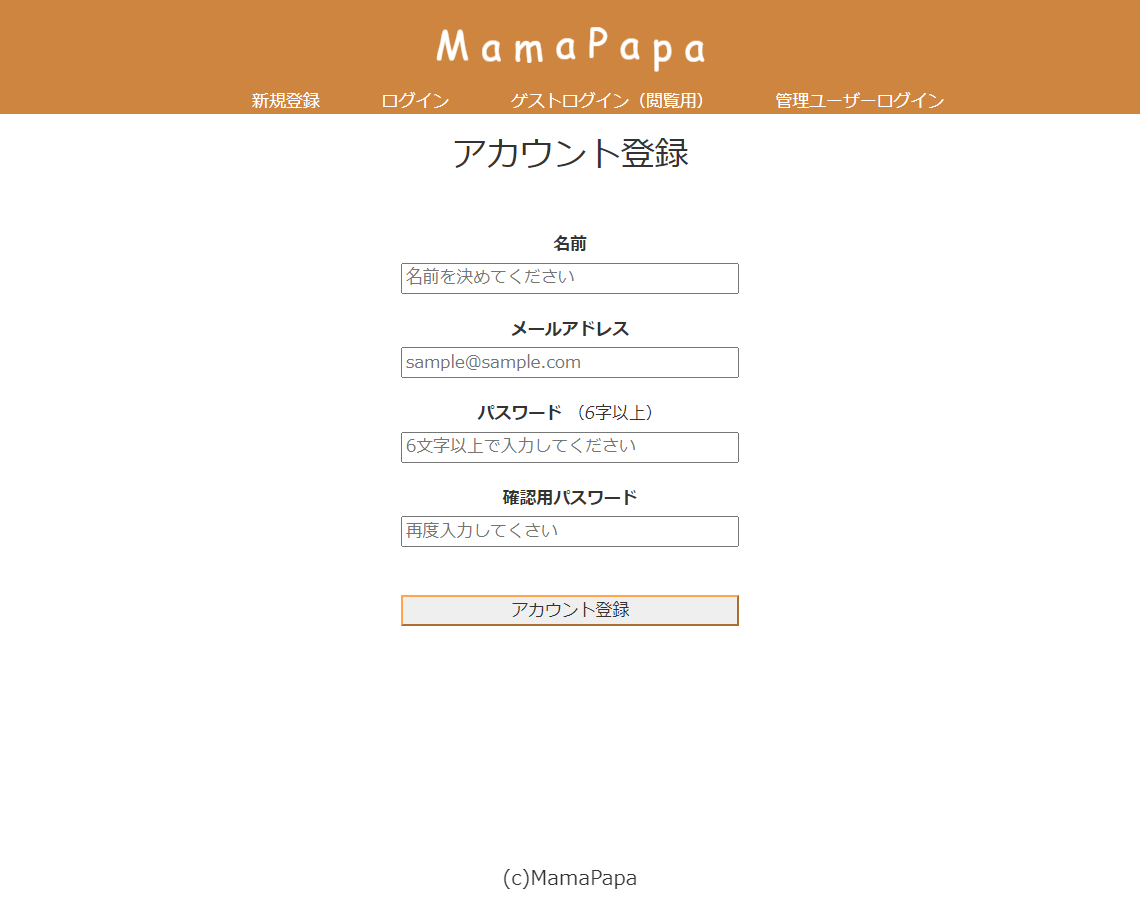 MamaPapa
新規登録 ログイン ゲストログイン（閲覧用） 管理ユーザーログイン
アカウント登録
名前
名前を決めてください
メールアドレス
sample@sample.com
パスワード （6字以上）
6文字以上で入力してください
確認用パスワード
再度入力してくさい
アカウント登録
(c)MamaPapa